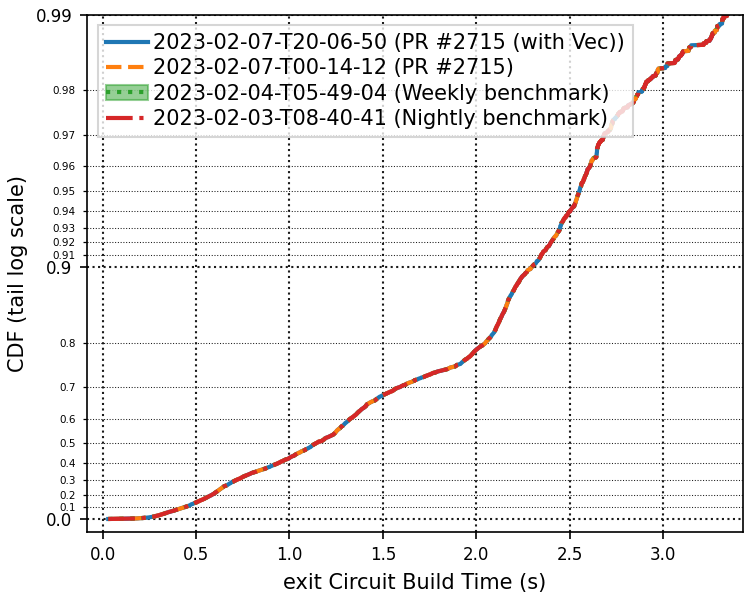 0.99
0.98
0.97
0.96
0.95
0.94
0.93
0.92
0.91
0.9
0.8
0.7
0.6
0.5
0.4
0.3
0.2
0.1
0.0
CDF (tail log scale)
2023-02-07-T20-06-50 (PR #2715 (with Vec))
2023-02-07-T00-14-12 (PR #2715)
2023-02-04-T05-49-04 (Weekly benchmark)
2023-02-03-T08-40-41 (Nightly benchmark)
0.0 0.5 1.0 1.5 2.0 2.5 3.0
exit Circuit Build Time (s)